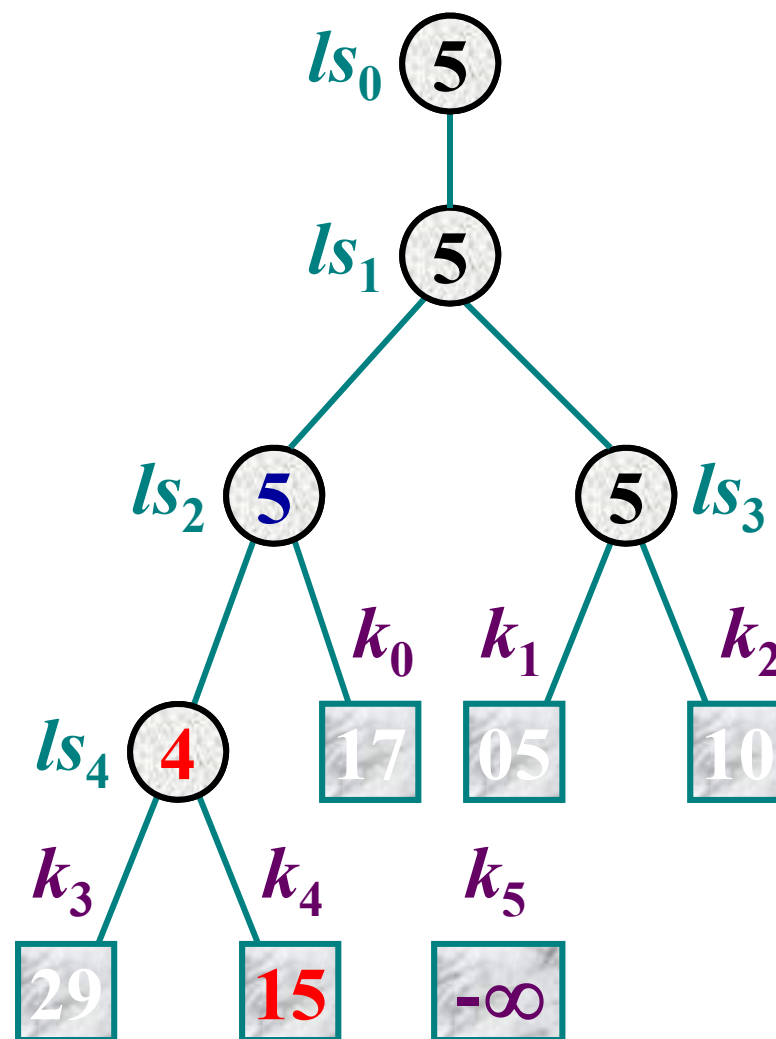 ls₀ 5
ls₁ 5
ls₂ 5 5 ls₃
k₀ k₁ k₂
ls₄ 4 17 05 10
k₃ k₄ k₅
29 15 -∞